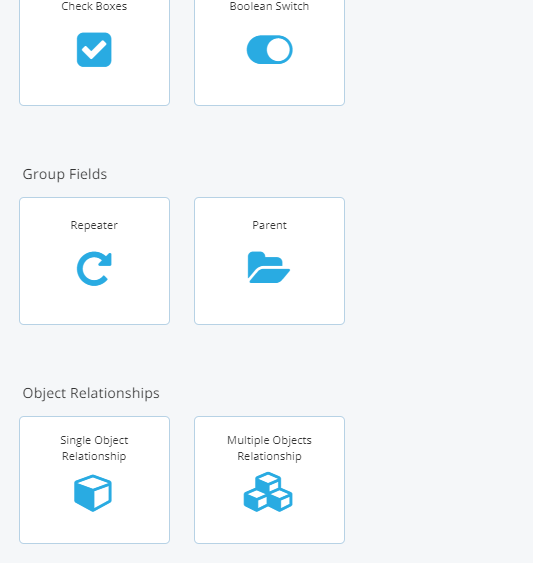 Check Boxes
Boolean Switch
Group Fields
Repeater
Parent
Object Relationships
Single Object
Relationship
Multiple Objects
Relationship